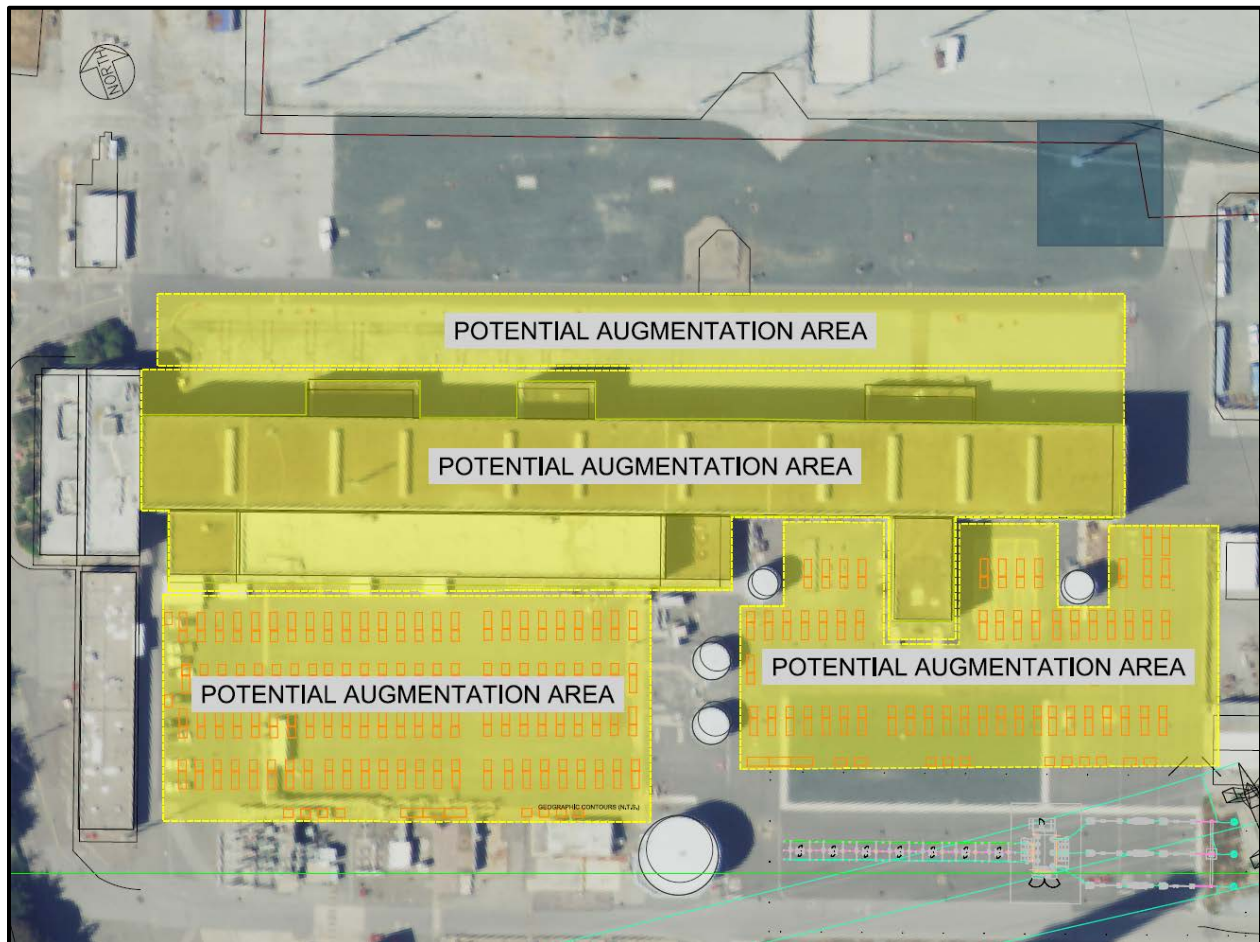 NORTH
POTENTIAL AUGMENTATION AREA
POTENTIAL AUGMENTATION AREA
POTENTIAL AUGMENTATION AREA
POTENTIAL AUGMENTATION AREA
GEOGRAPHIC CONTOURS (N.T.S.)